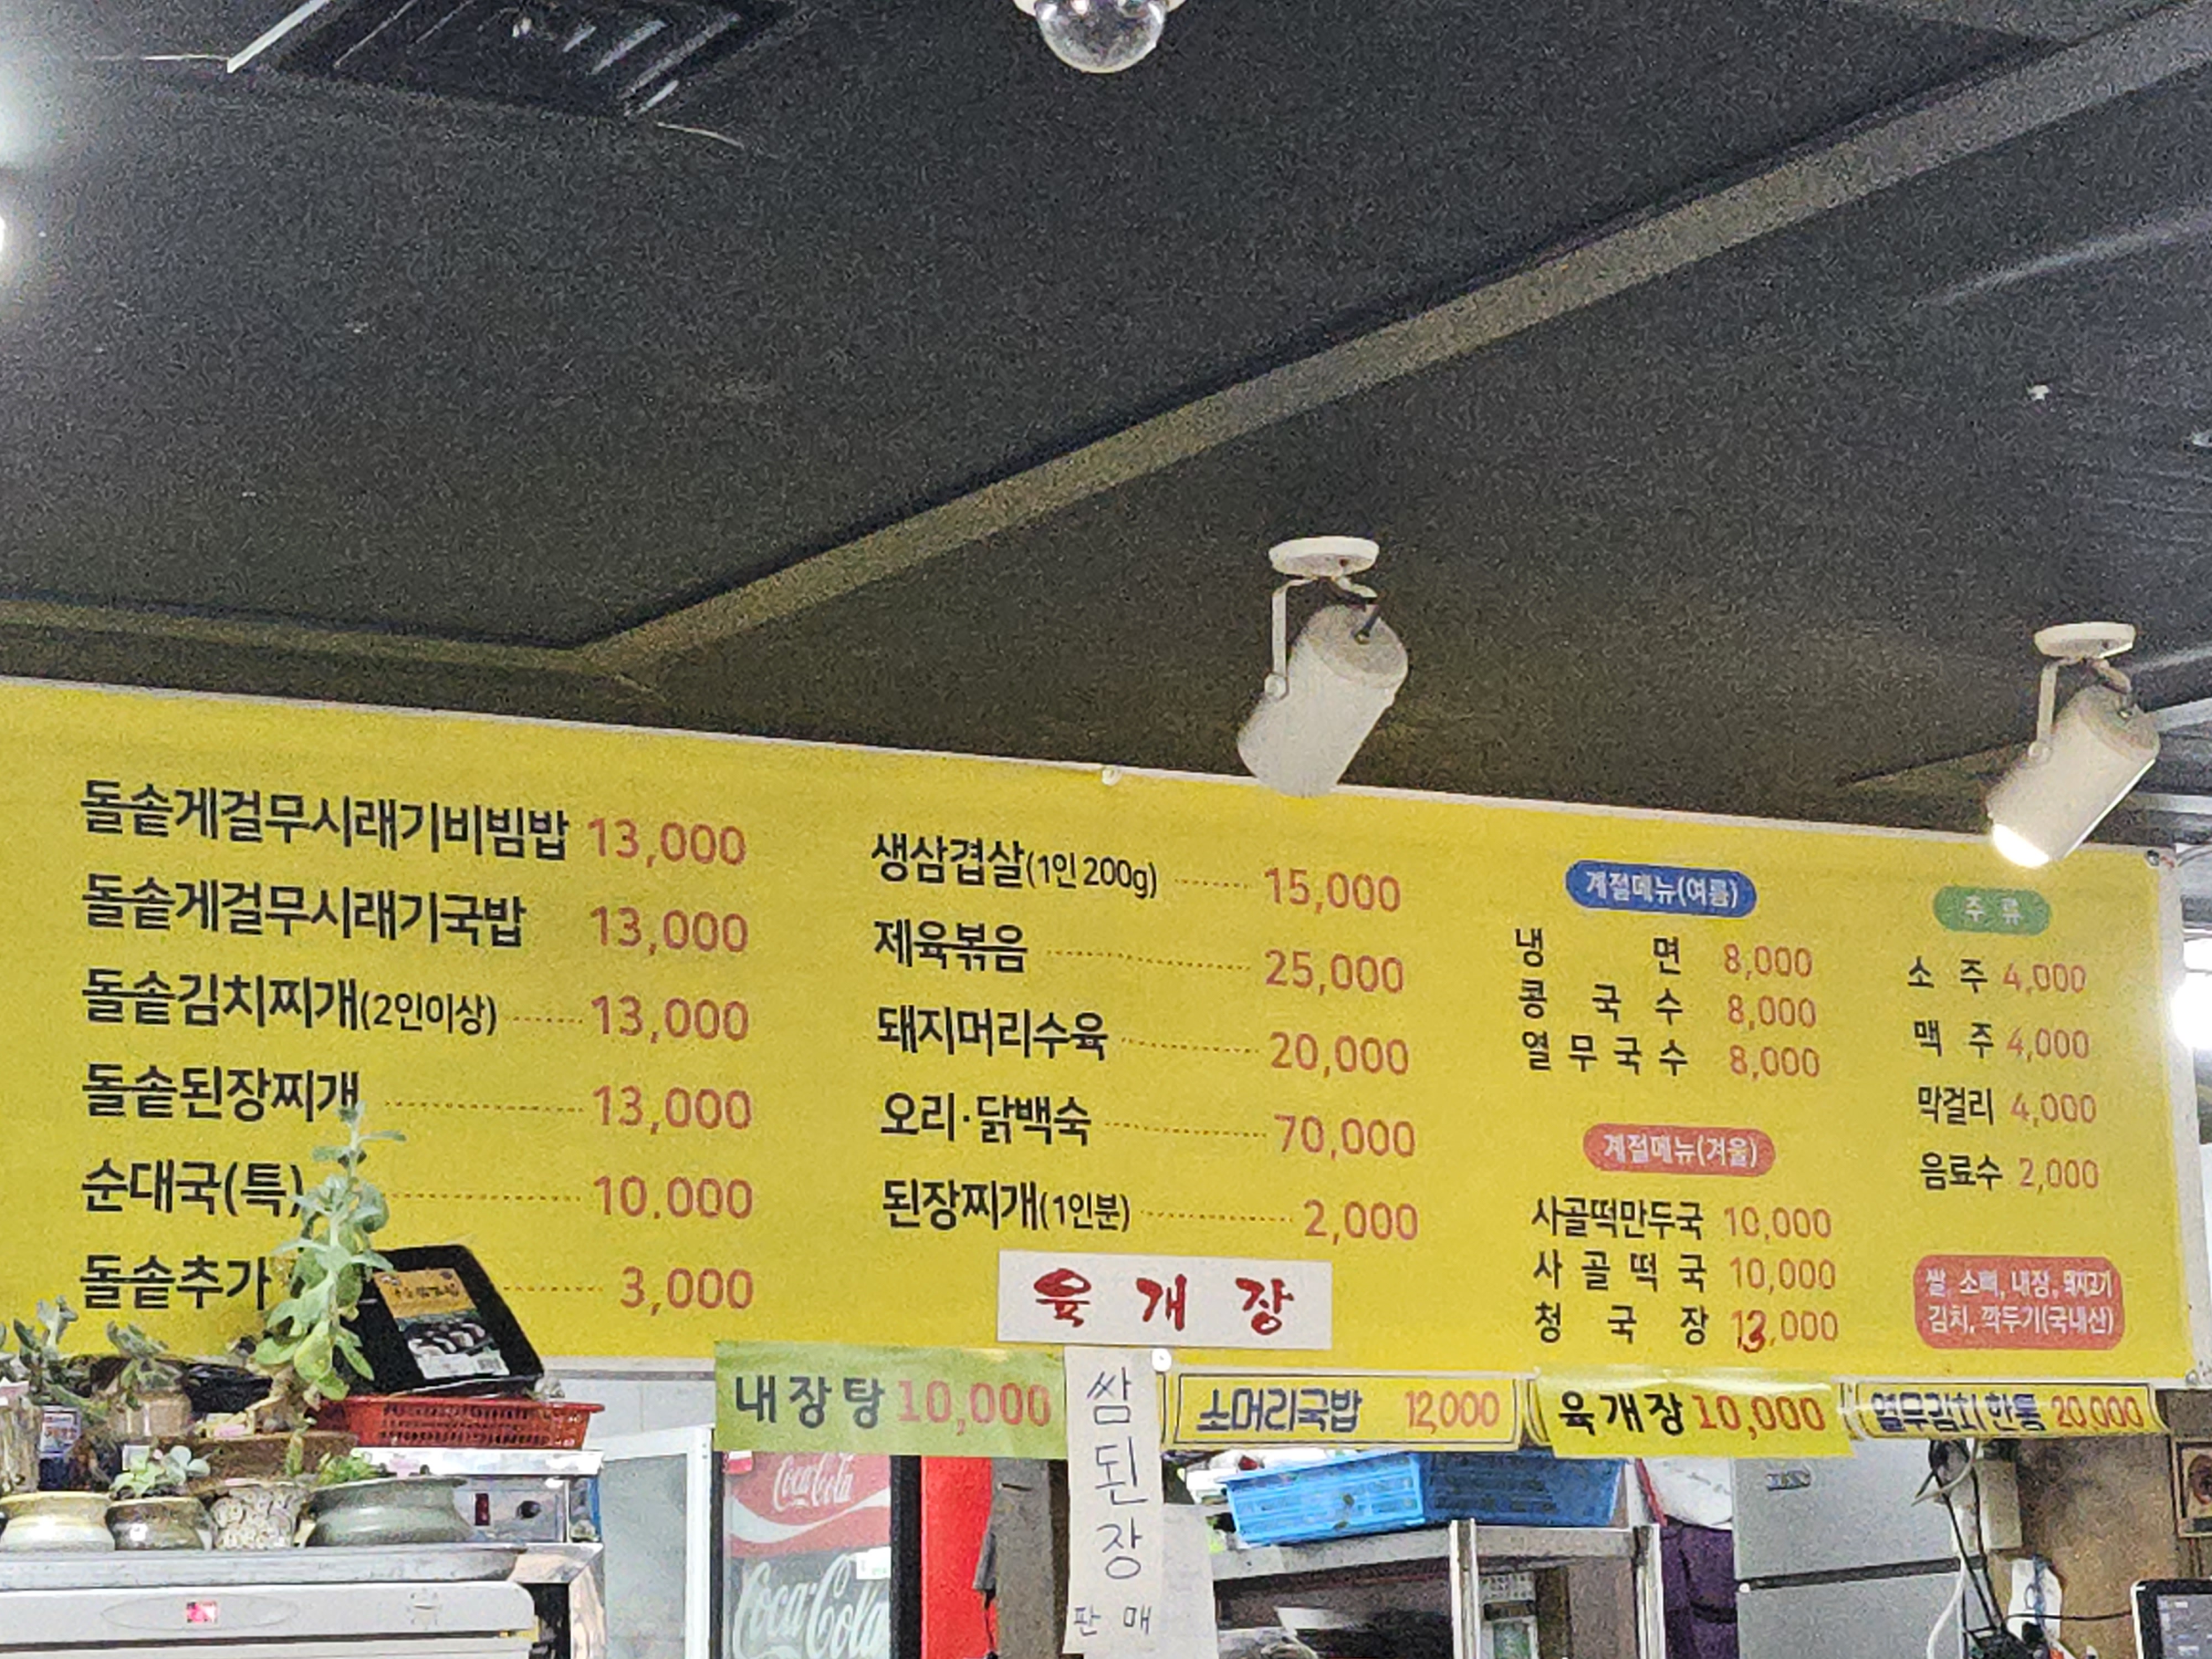 돌솥게걸무시래기비빔밥 13,000
돌솥게걸무시래기국밥 13,000
돌솥김치찌개(2인이상) 13,000
돌솥된장찌개 13,000
순대국(특) 10.000
돌솥추가 3,000
생삼겹살(1인 200g) 15,000
제육볶음 25,000
돼지머리수육 20,000
오리·닭백숙 70,000
된장찌개(1인분) 2,000
육개장
계절메뉴(여름)
냉면 8,000
콩국수 8,000
열무국수 8,000
계절메뉴(겨울)
사골떡만두국 10,000
사골떡국 10,000
청국장 13,000
주류
소주 4,000
맥주 4,000
막걸리 4,000
음료수 2,000
쌀, 소뼈, 내장, 돼지고기
김치, 깍두기(국내산)
내장탕 10,000
쌈된장
판매
소머리국밥 12,000
육개장 10,000
열무김치 한통 20,000
Coca-Cola
Coca-Cola